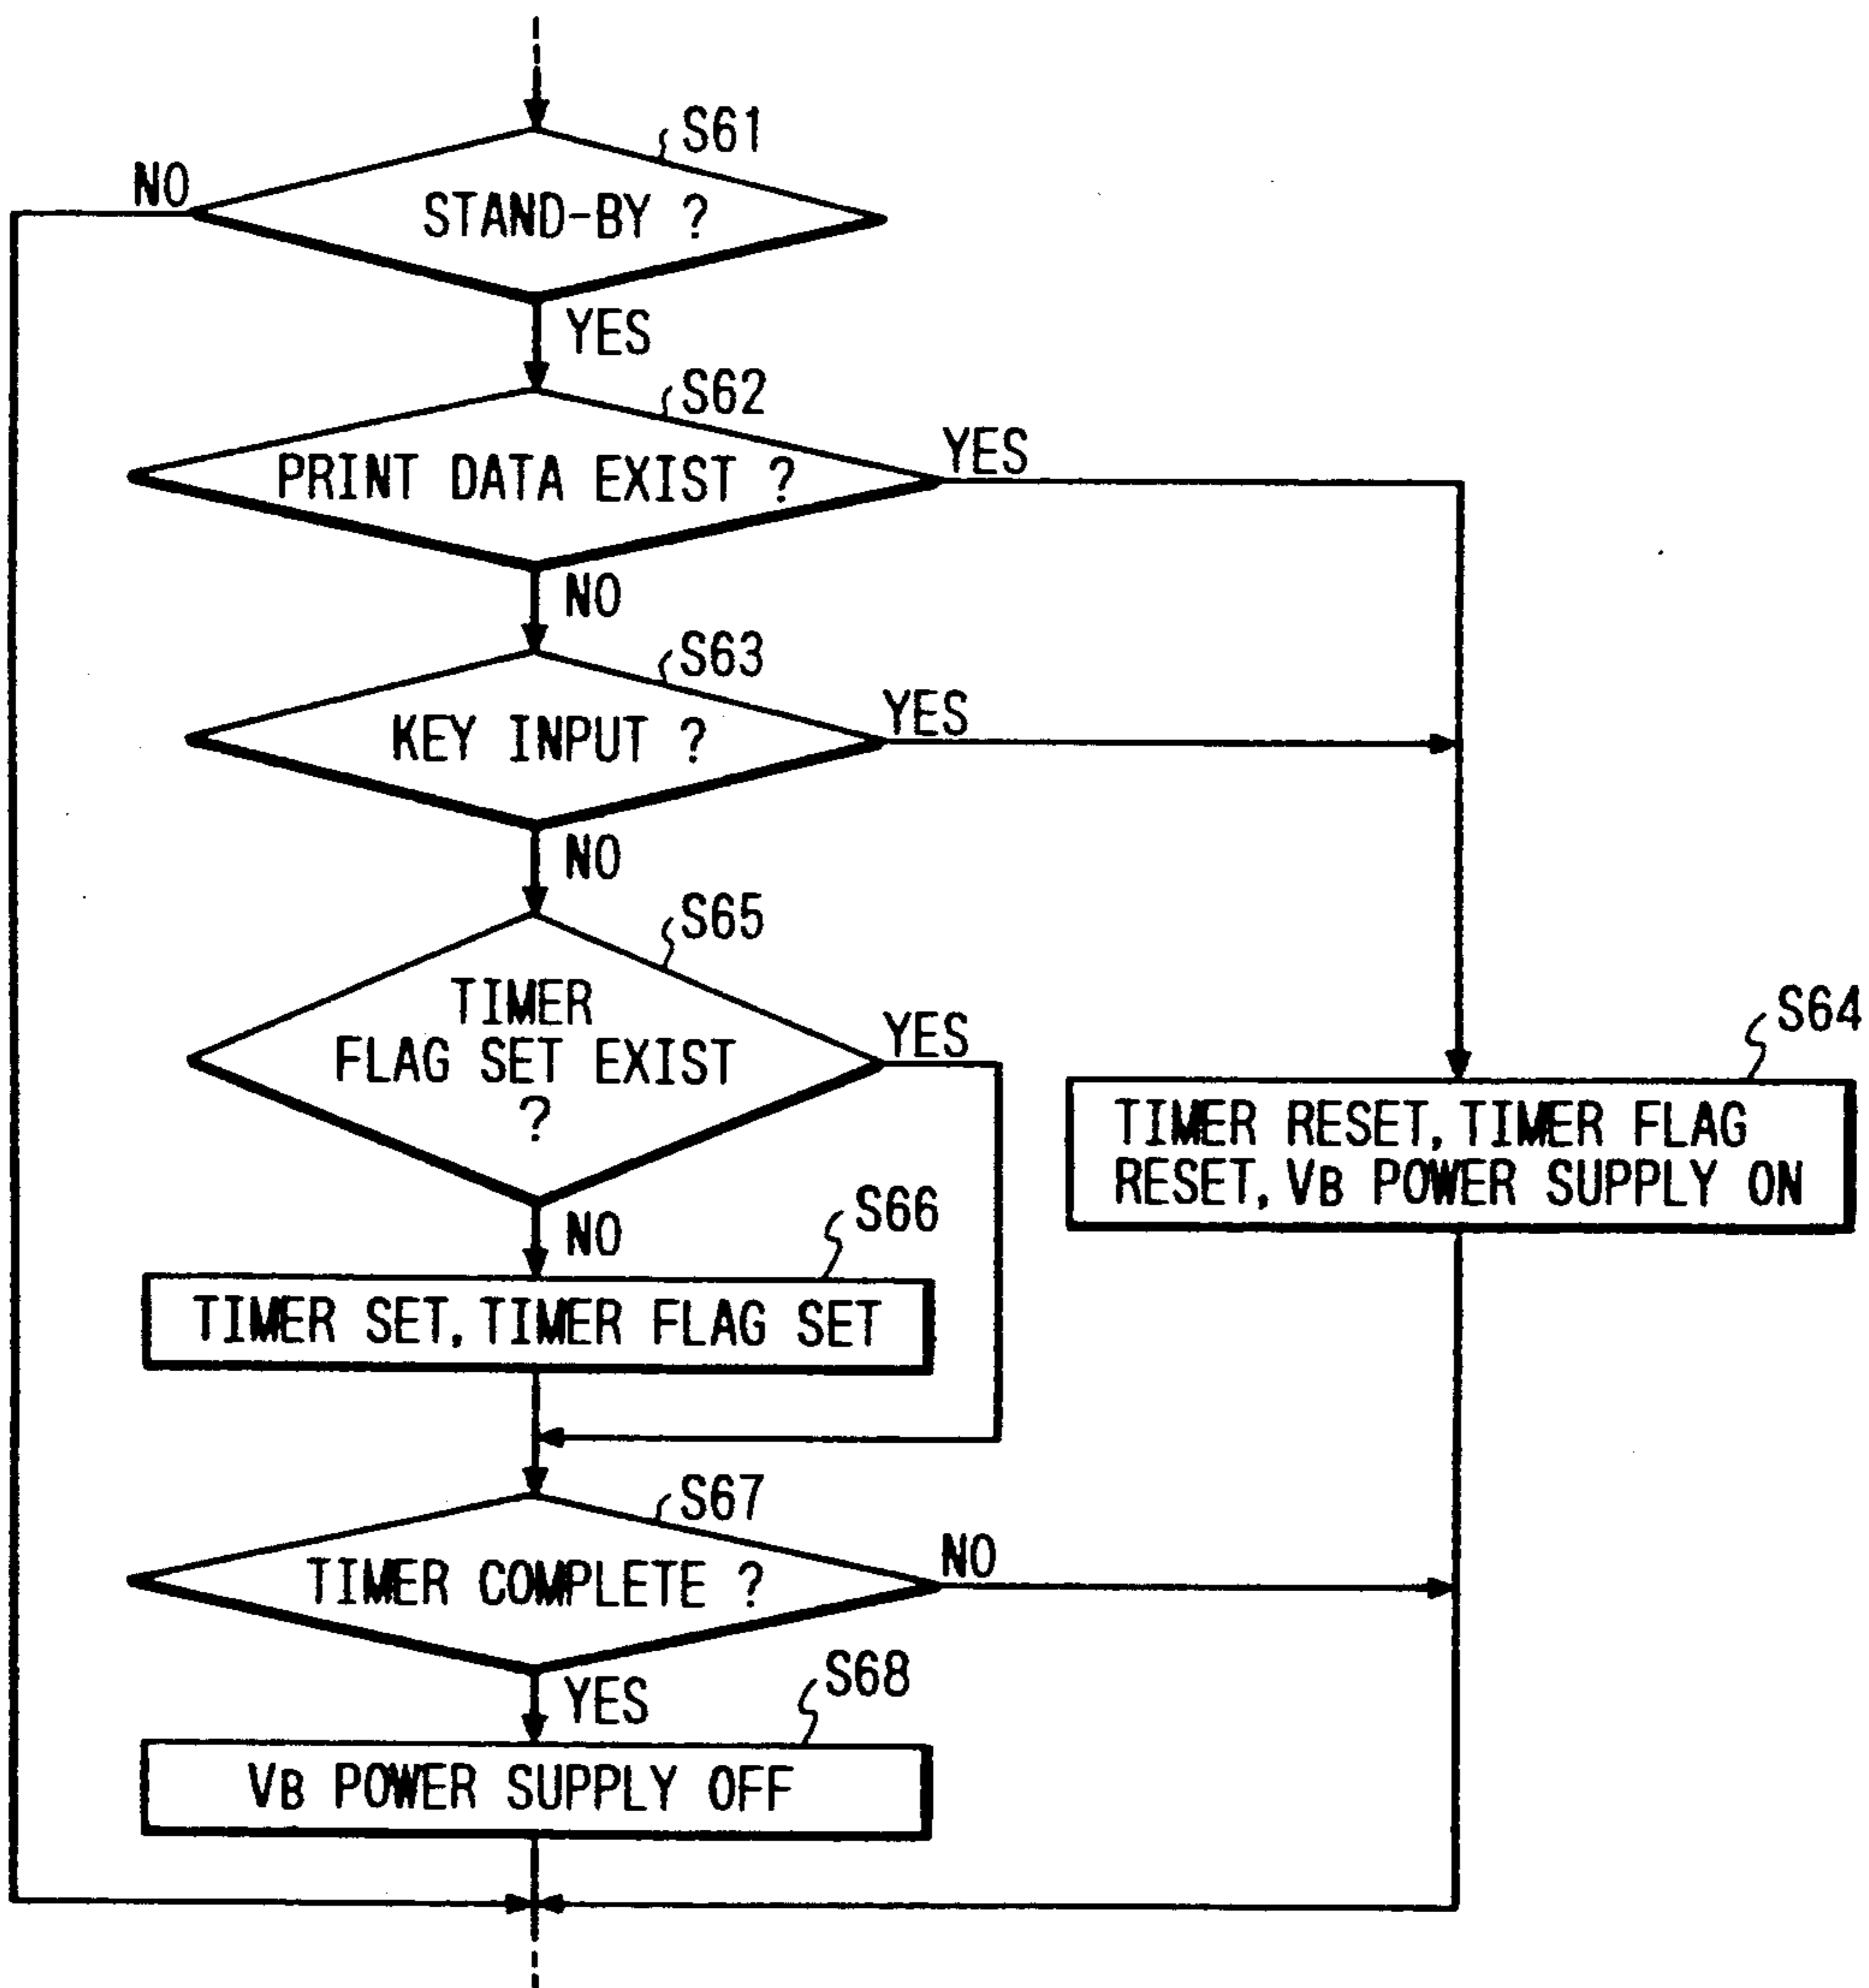 S61
NO
STAND-BY ?
YES
S62
YES
PRINT DATA EXIST ?
NO
S63
YES
KEY INPUT ?
NO
S65
TIMER
FLAG SET EXIST
?
YES
S64
TIMER RESET, TIMER FLAG
RESET, VB POWER SUPPLY ON
NO
S66
TIMER SET, TIMER FLAG SET
S67
NO
TIMER COMPLETE ?
YES
S68
VB POWER SUPPLY OFF